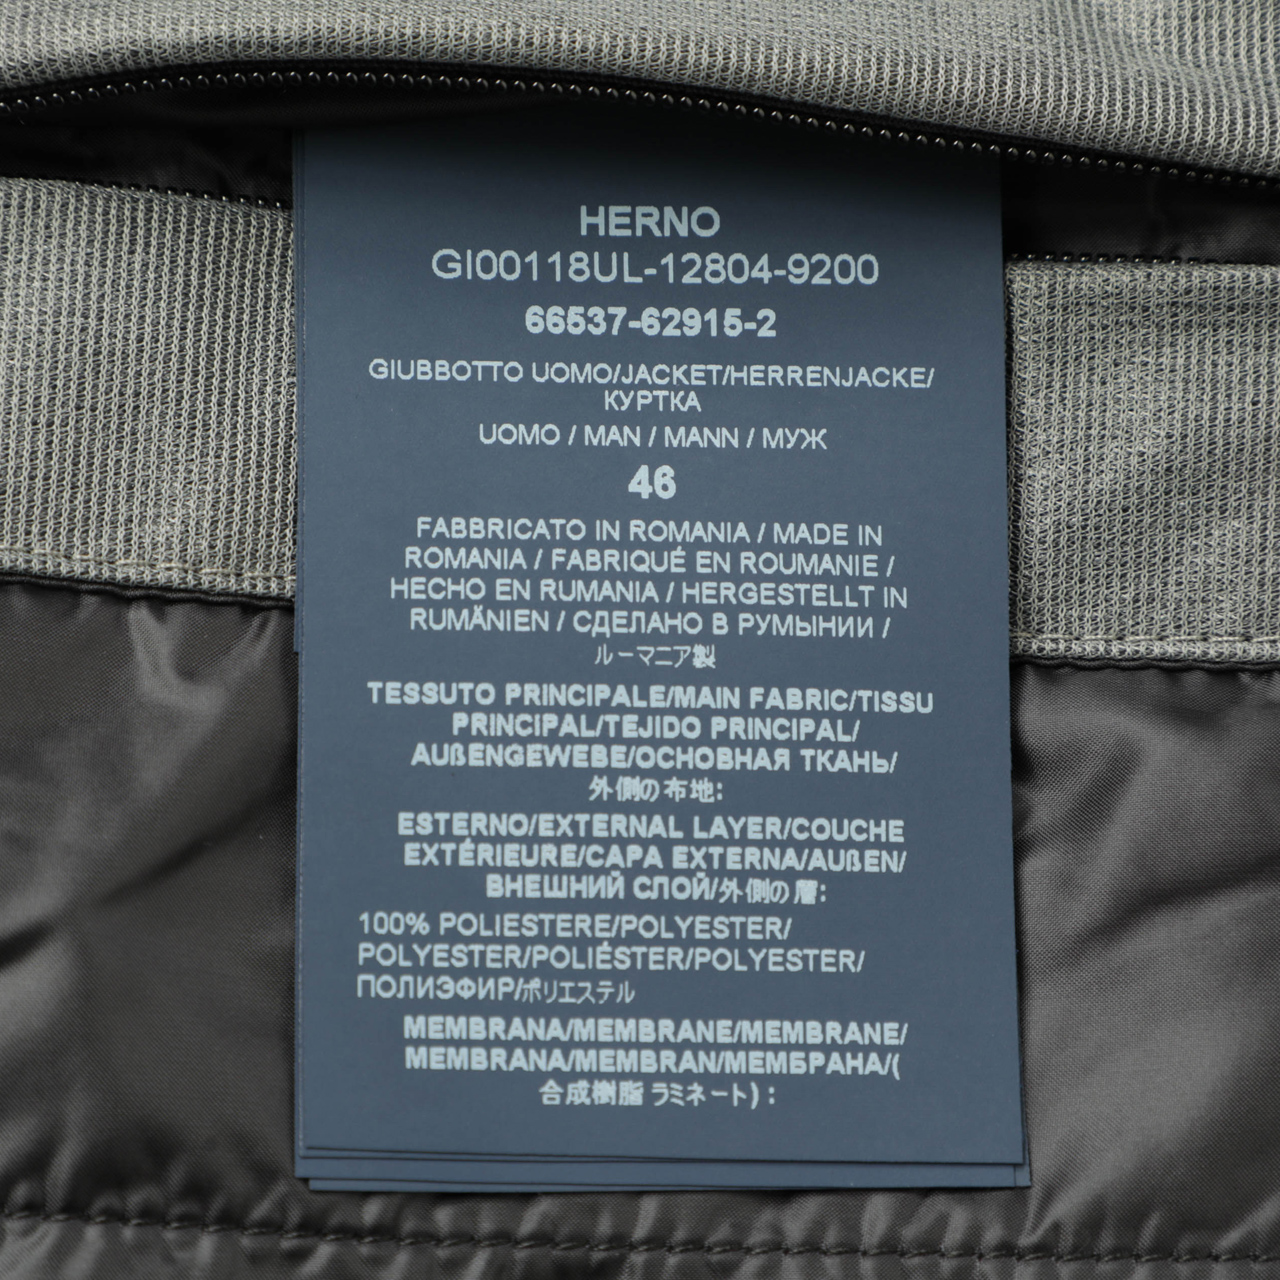 HERNO
GI00118UL-12804-9200
66537-62915-2
GIUBBOTTO UOMO/JACKET/HERRENJACKE/
КУРТКА
UOMO / MAN / MANN / МУЖ
46
FABBRICATO IN ROMANIA / MADE IN
ROMANIA / FABRIQUÉ EN ROUMANIE /
HECHO EN RUMANIA / HERGESTELLT IN
RUMÄNIEN / СДЕЛАНО В РУМЫНИИ /
ルーマニア製
TESSUTO PRINCIPALE/MAIN FABRIC/TISSU
PRINCIPAL/TEJIDO PRINCIPAL/
AUßENGEWEBE/ОСНОВНАЯ ТКАНЬ/
外側の布地:
ESTERNO/EXTERNAL LAYER/COUCHE
EXTÉRIEURE/CAPA EXTERNA/AUßEN/
ВНЕШНИЙ СЛОЙ/外側の層:
100% POLIESTERE/POLYESTER/
POLYESTER/POLIÉSTER/POLYESTER/
ПОЛИЭФИР/ポリエステル
MEMBRANA/MEMBRANE/MEMBRANE/
MEMBRANA/MEMBRAN/МЕМБРАНА/(
合成樹脂 ラミネート) :